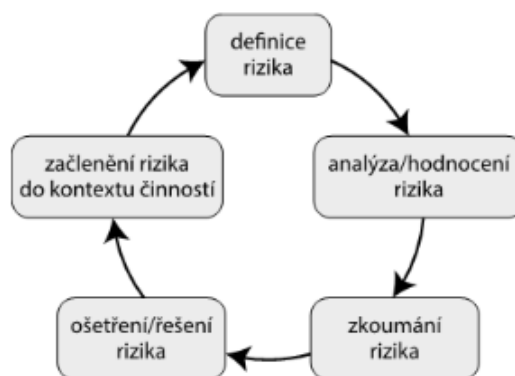 definice
rizika
analýza/hodnocení
rizika
zkoumání
rizika
ošetření/řešení
rizika
začlenění rizika
do kontextu činností